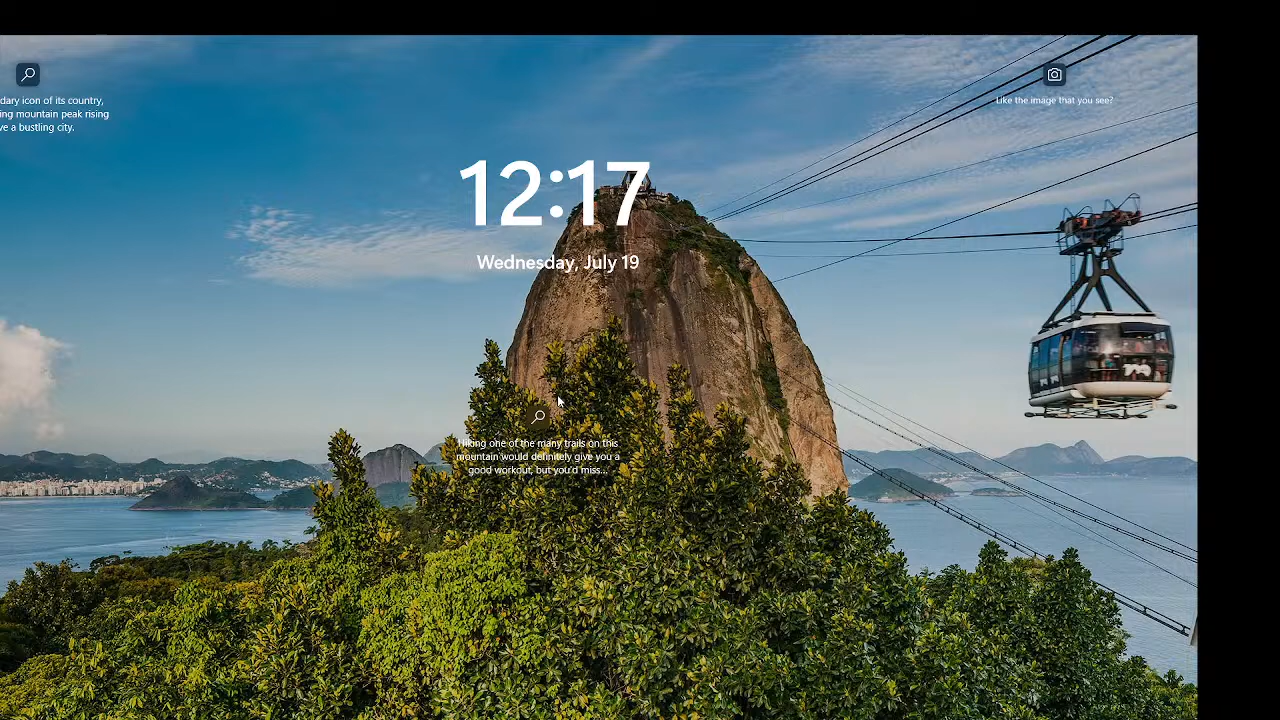 dary icon of its country,
ing mountain peak rising
ve a bustling city.
Like the image that you see?
12:17
Wednesday, July 19
Hiking one of the many trails on this
mountain would definitely give you a
good workout, but you'd miss...